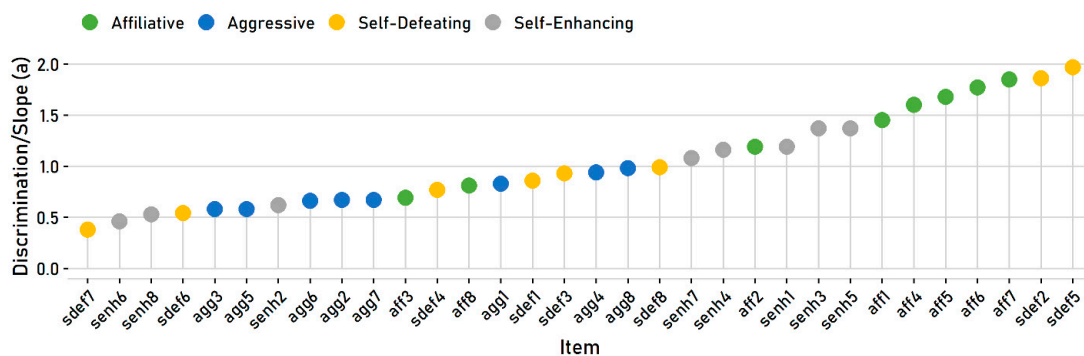 Affiliative Aggressive Self-Defeating Self-Enhancing
Discrimination/Slope (a)
2.0
1.5
1.0
0.5
0.0
sdef7 senh6 senh8 sdef6 agg3 agg5 senh2 agg6 agg2 agg7 aff3 sdef4 aff8 agg1 sdef1 sdef3 agg4 agg8 sdef8 senh7 senh4 aff2 senh1 senh3 senh5 aff1 aff4 aff5 aff6 aff7 sdef2 sdef5
Item